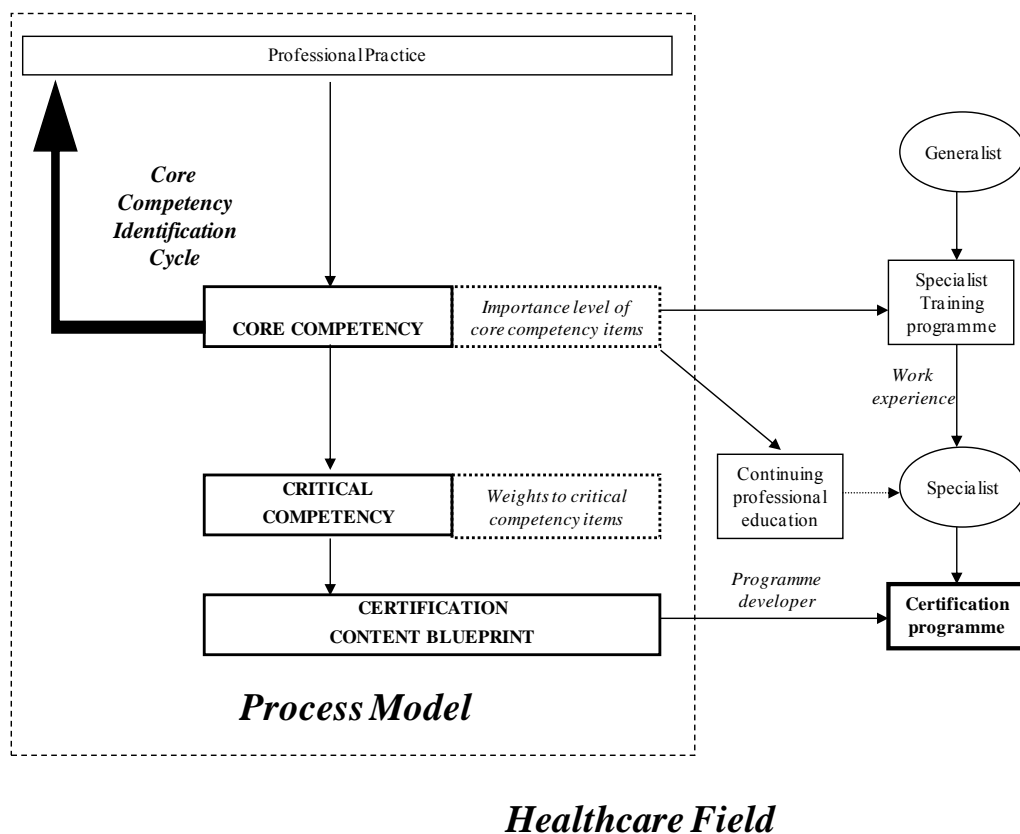 Professional Practice
Core
Competency
Identification
Cycle
Generalist
CORE COMPETENCY
Importance level of
core competency items
Specialist
Training
programme
Work
experience
CRITICAL
COMPETENCY
Weights to critical
competency items
Continuing
professional
education
Specialist
CERTIFICATION
CONTENT BLUEPRINT
Programme
developer
Certification
programme
Process Model
Healthcare Field